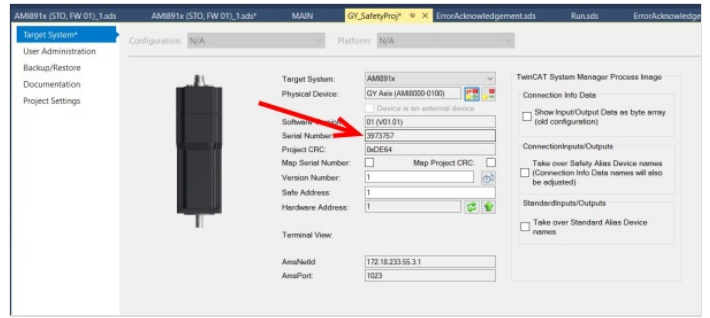 AMI891x (STO, FW 01)_1.sds AMI891x (STO, FW 01)_1.sds* MAIN GY_SafetyProj* ErrorAcknowledgement.sds Run.sds ErrorAcknowledge
Target System*
User Administration
Backup/Restore
Documentation
Project Settings
Configuration: N/A Platform: N/A
Target System: AMI891x
Physical Device: GY Axis (AMI8000-0100)
Device is an external device
Software Version: 01 (V01.01)
Serial Number: 3973757
Project CRC: 0xDE64
Map Serial Number: Map Project CRC:
Version Number: 1
Safe Address: 1
Hardware Address: 1
Terminal View:
AmsNetId 172.18.233.55.3.1
AmsPort: 1023
TwinCAT System Manager Process Image
Connection Info Data
Show Input/Output Data as byte array
(old configuration)
ConnectionInputs/Outputs
Take over Safety Alias Device names
(Connection Info Data names will also
be adjusted)
StandardInputs/Outputs
Take over Standard Alias Device
names